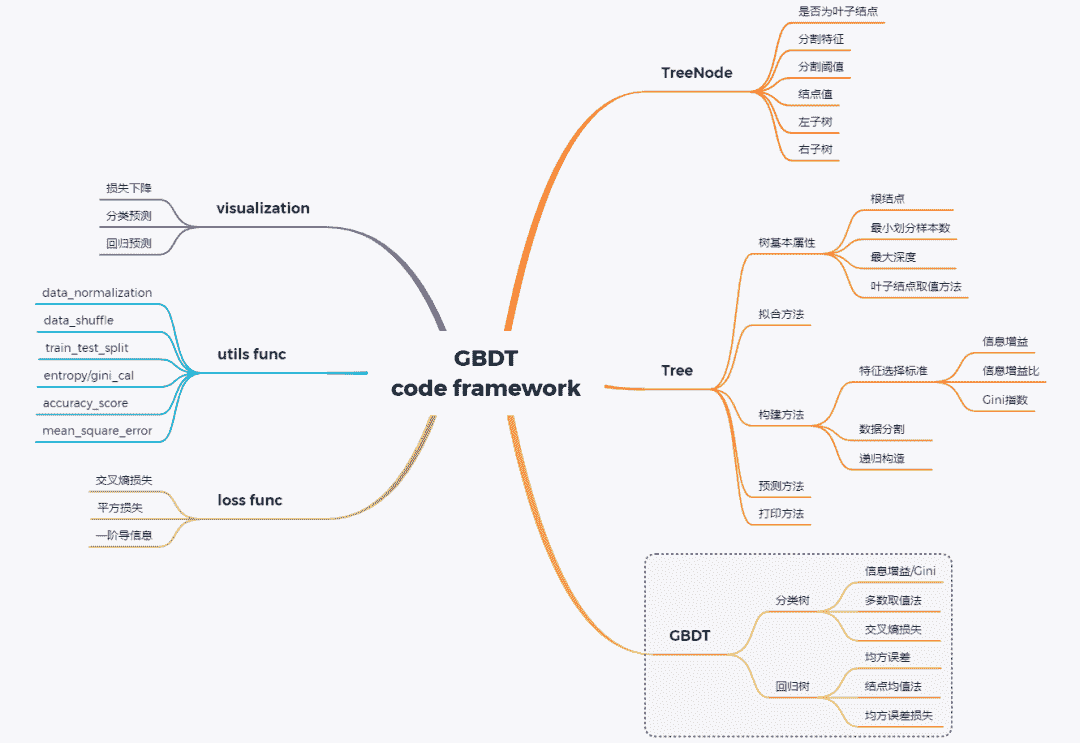 GBDT
code framework
TreeNode
是否为叶子结点
分割特征
分割阈值
结点值
左子树
右子树
Tree
树基本属性
根结点
最小划分样本数
最大深度
叶子结点取值方法
拟合方法
构建方法
特征选择标准
信息增益
信息增益比
Gini指数
数据分割
递归构造
预测方法
打印方法
GBDT
分类树
信息增益/Gini
多数取值法
交叉熵损失
回归树
均方误差
结点均值法
均方误差损失
visualization
损失下降
分类预测
回归预测
utils func
data_normalization
data_shuffle
train_test_split
entropy/gini_cal
accuracy_score
mean_square_error
loss func
交叉熵损失
平方损失
一阶导信息